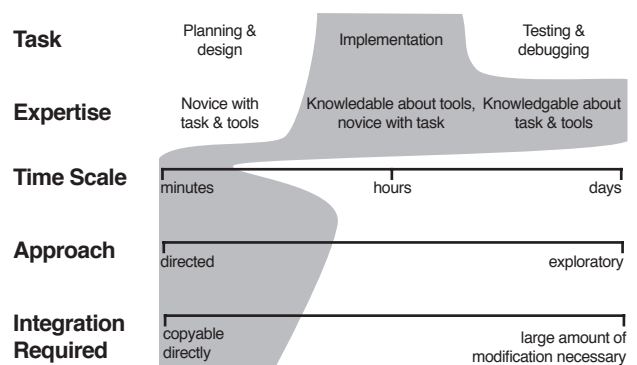 Task
Planning &
design
Implementation
Testing &
debugging
Expertise
Novice with
task & tools
Knowledable about tools,
novice with task
Knowledgable about
task & tools
Time Scale
minutes
hours
days
Approach
directed
exploratory
Integration
Required
copyable
directly
large amount of
modification necessary